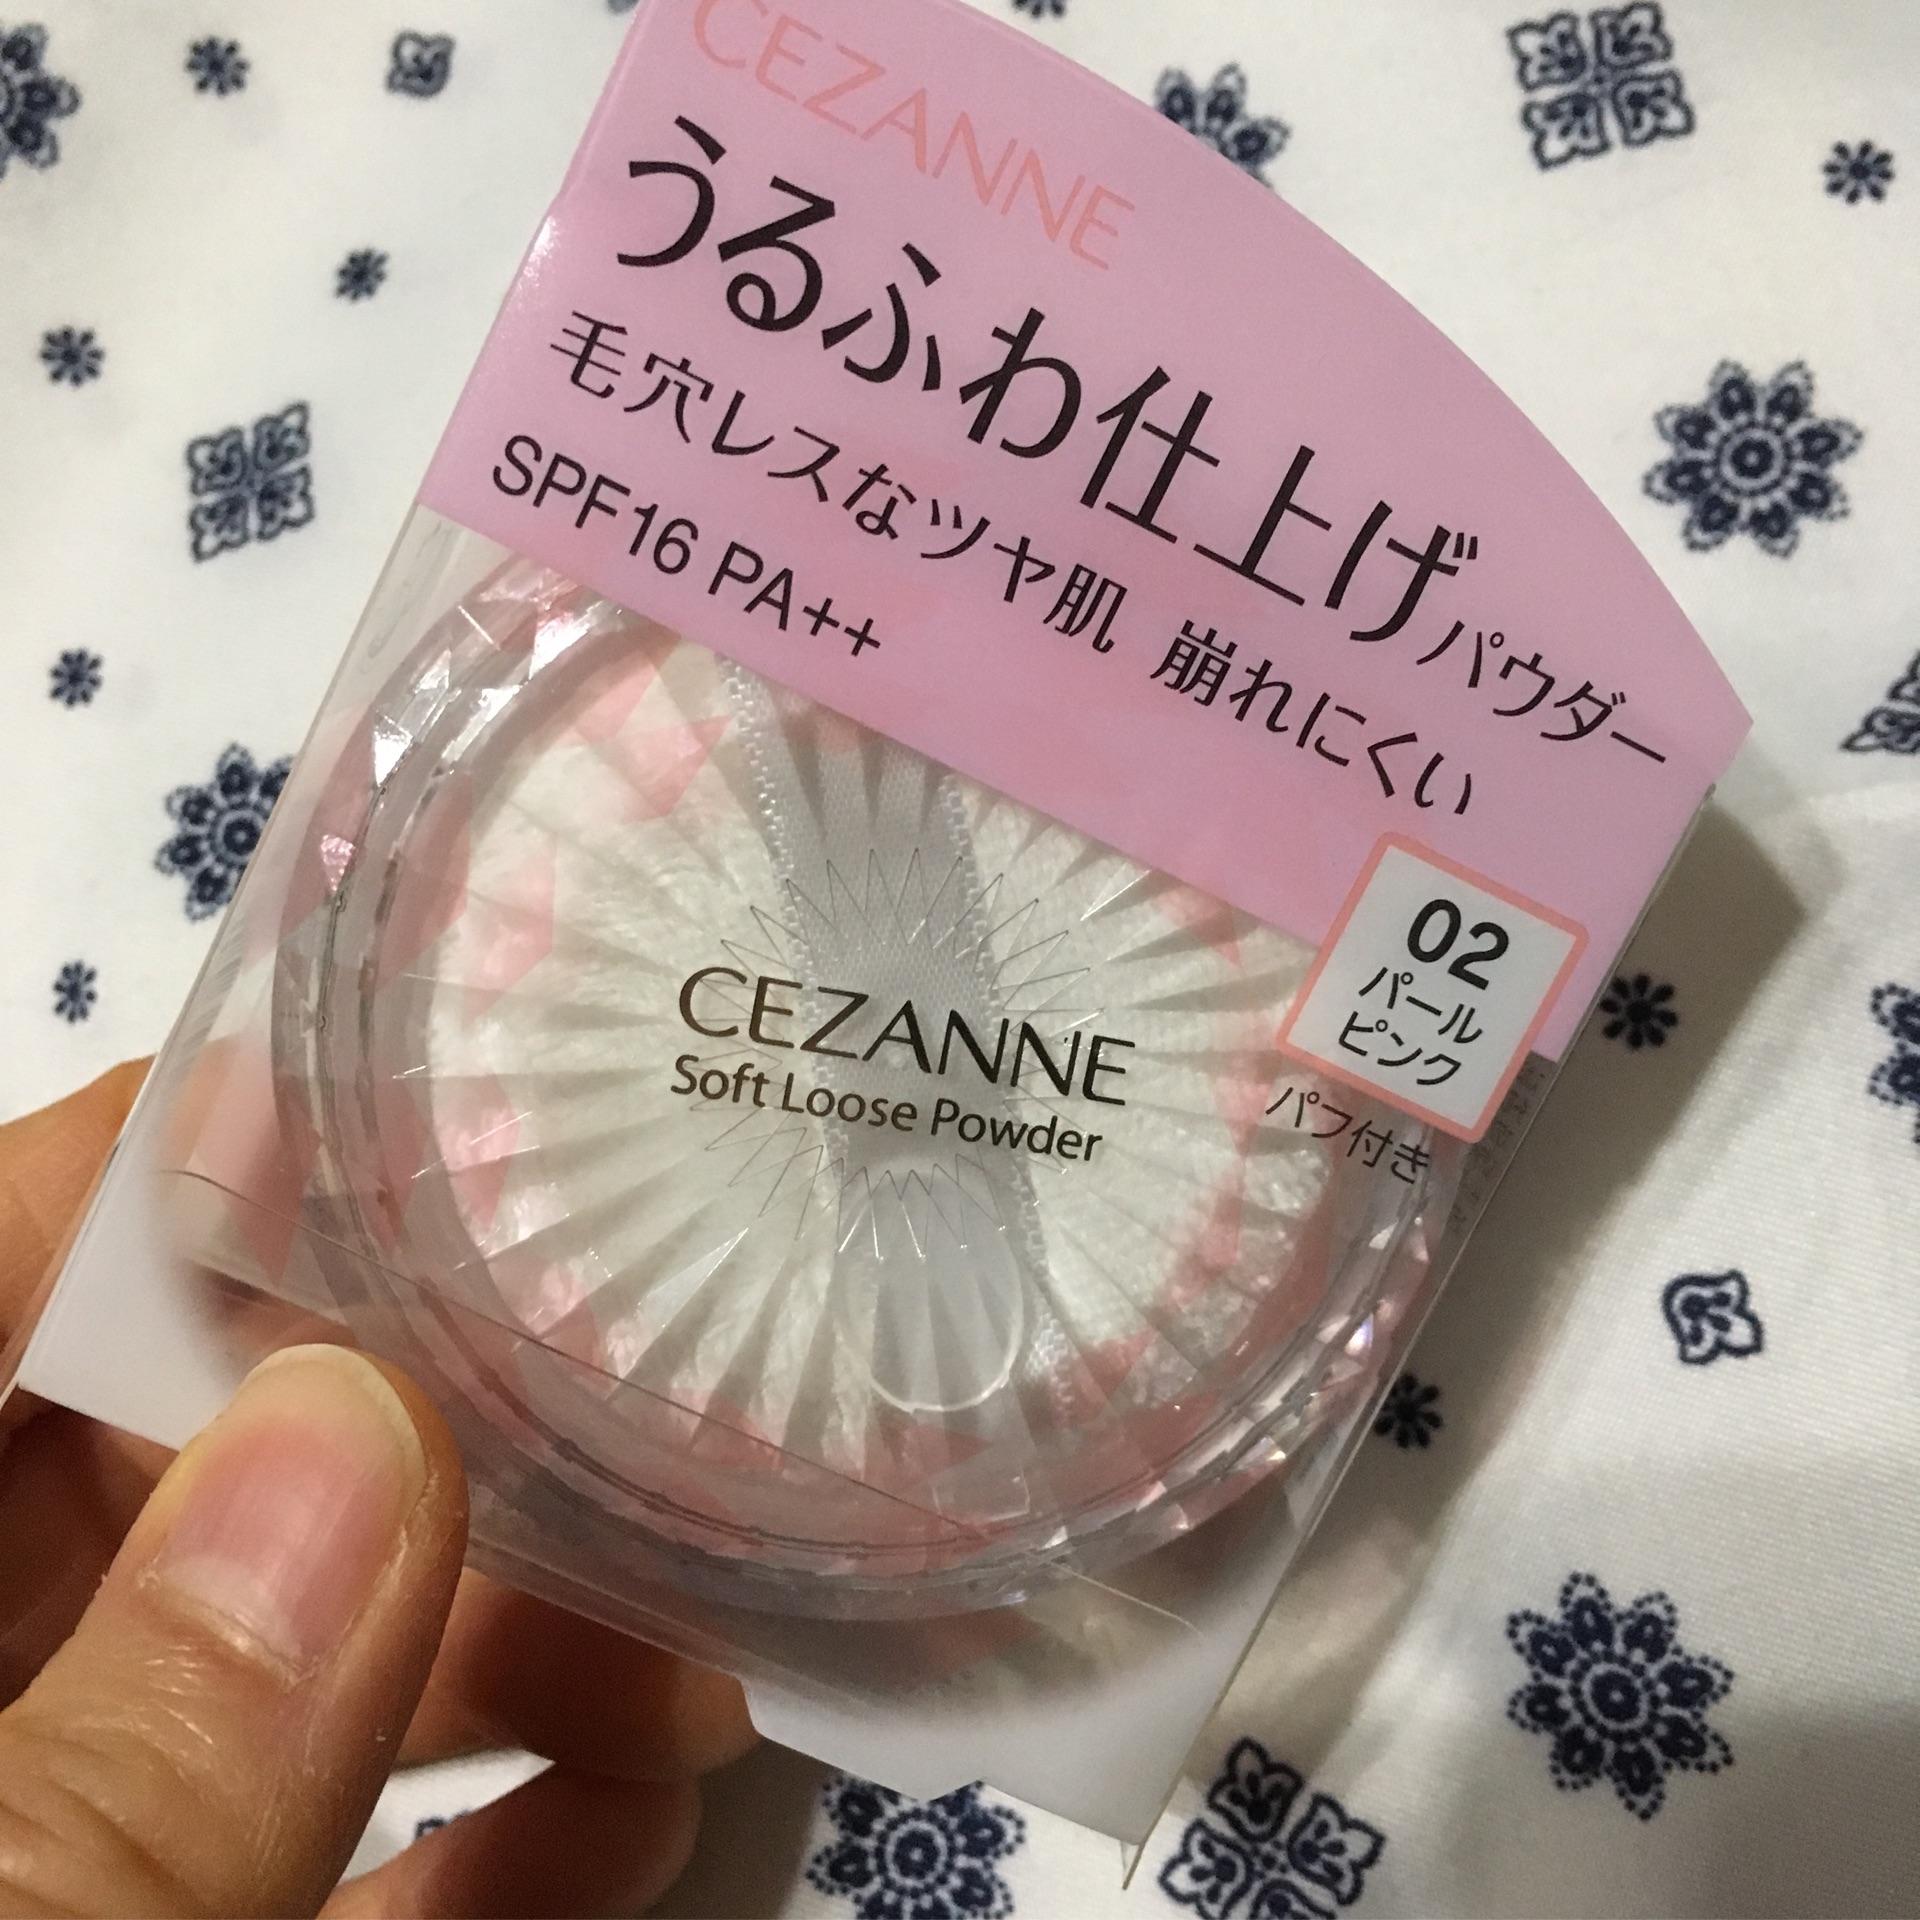 CEZANNE
うるふわ仕上げパウダー
毛穴レスなツヤ肌 崩れにくい
SPF16 PA++
02
パール
ピンク
パフ付き
CEZANNE
Soft Loose Powder